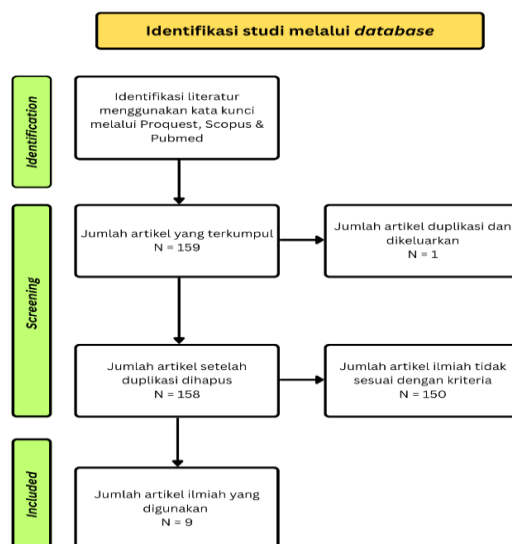 Identifikasi studi melalui database
Identification
Identifikasi literatur
menggunakan kata kunci
melalui Proquest, Scopus &
Pubmed
Screening
Jumlah artikel yang terkumpul
N = 159
Jumlah artikel duplikasi dan
dikeluarkan
N = 1
Jumlah artikel setelah
duplikasi dihapus
N = 158
Jumlah artikel ilmiah tidak
sesuai dengan kriteria
N = 150
Included
Jumlah artikel ilmiah yang
digunakan
N = 9